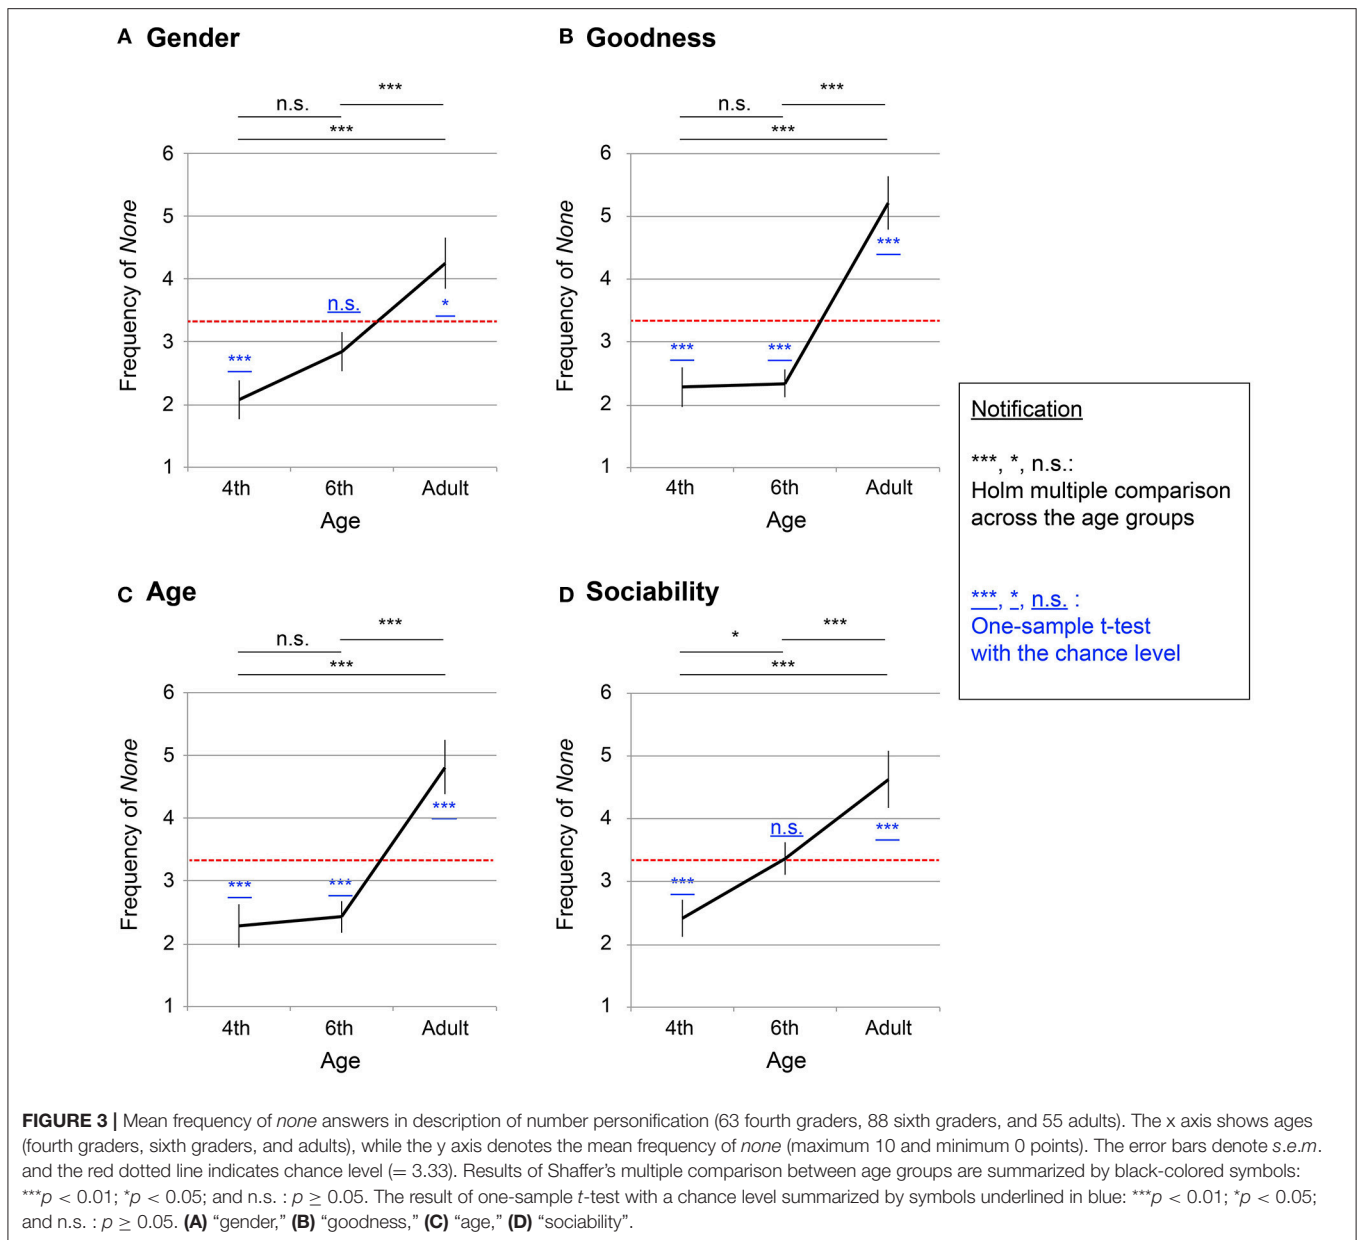 A Gender
n.s.
***
***
Frequency of None
6
5
4
3
2
1
***
n.s.
*
4th 6th Adult
Age
B Goodness
n.s.
***
***
Frequency of None
6
5
4
3
2
1
***
***
***
4th 6th Adult
Age
C Age
n.s.
***
***
Frequency of None
6
5
4
3
2
1
***
***
***
4th 6th Adult
Age
D Sociability
*
***
***
Frequency of None
6
5
4
3
2
1
***
n.s.
***
4th 6th Adult
Age
Notification
***, *, n.s.:
Holm multiple comparison
across the age groups
***, *, n.s. :
One-sample t-test
with the chance level
FIGURE 3 | Mean frequency of none answers in description of number personification (63 fourth graders, 88 sixth graders, and 55 adults). The x axis shows ages
(fourth graders, sixth graders, and adults), while the y axis denotes the mean frequency of none (maximum 10 and minimum 0 points). The error bars denote s.e.m.
and the red dotted line indicates chance level (= 3.33). Results of Shaffer's multiple comparison between age groups are summarized by black-colored symbols:
***p < 0.01; *p < 0.05; and n.s. : p ≥ 0.05. The result of one-sample t-test with a chance level summarized by symbols underlined in blue: ***p < 0.01; *p < 0.05;
and n.s. : p ≥ 0.05. (A) "gender," (B) "goodness," (C) "age," (D) "sociability".